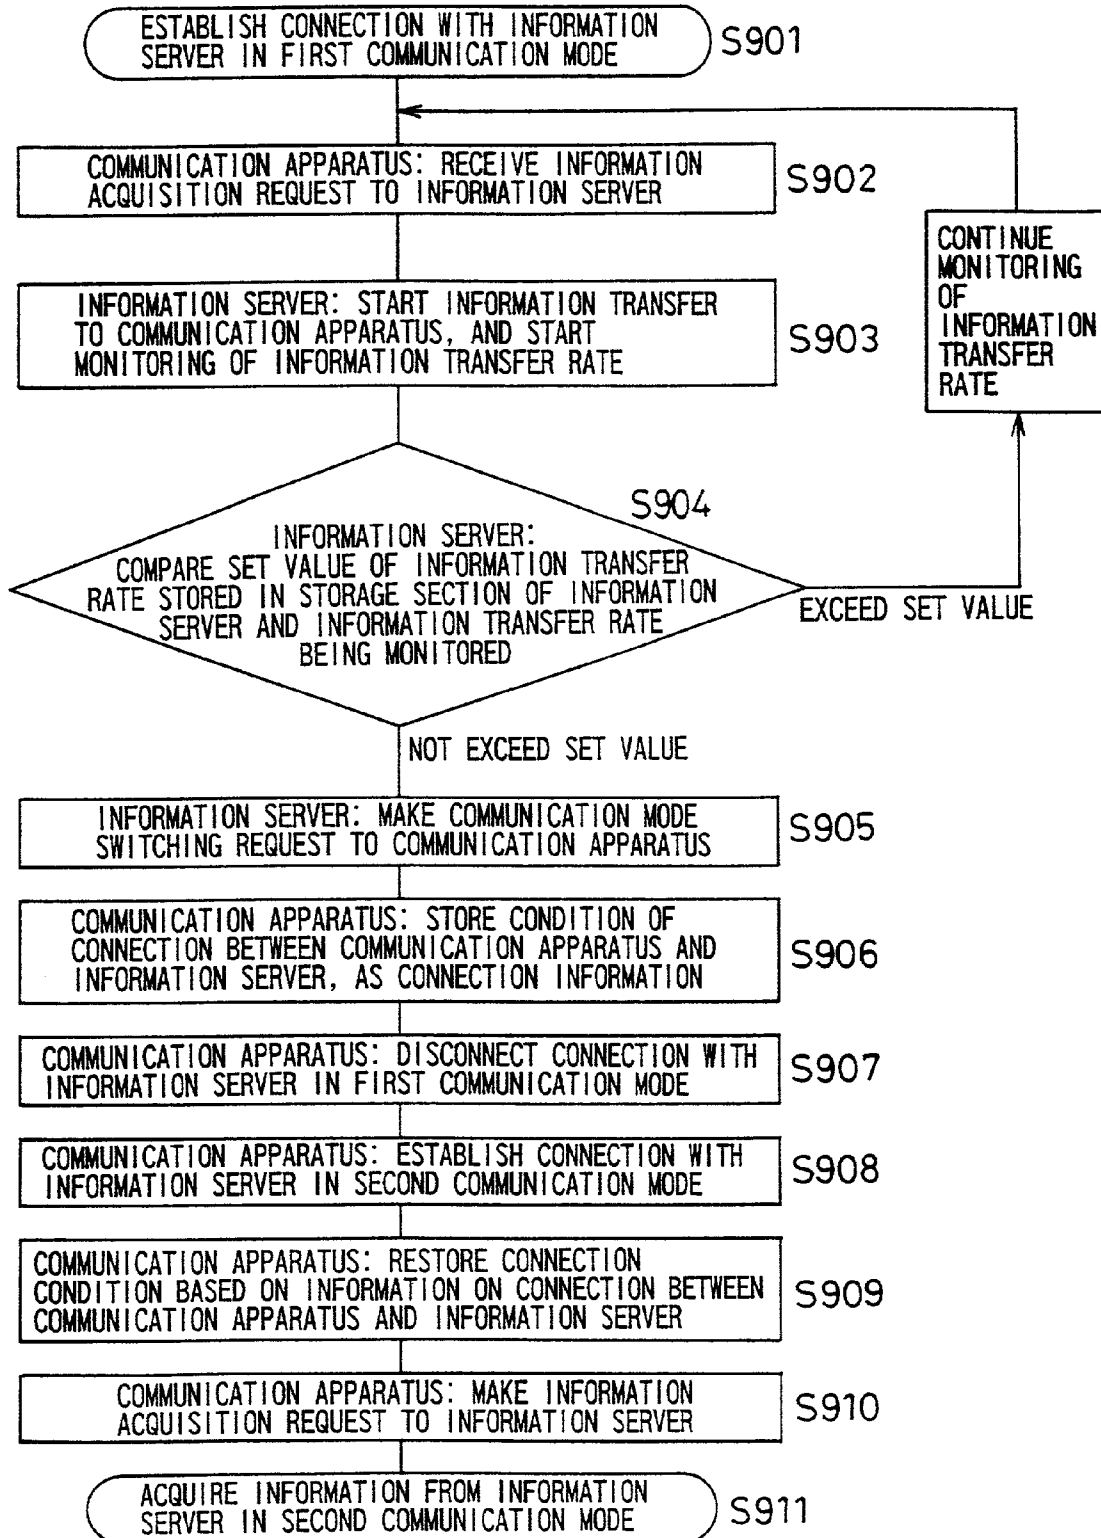 ESTABLISH CONNECTION WITH INFORMATION
SERVER IN FIRST COMMUNICATION MODE
S901
COMMUNICATION APPARATUS: RECEIVE INFORMATION
ACQUISITION REQUEST TO INFORMATION SERVER
S902
CONTINUE
MONITORING
OF
INFORMATION
TRANSFER
RATE
INFORMATION SERVER: START INFORMATION TRANSFER
TO COMMUNICATION APPARATUS, AND START
MONITORING OF INFORMATION TRANSFER RATE
S903
S904
INFORMATION SERVER:
COMPARE SET VALUE OF INFORMATION TRANSFER
RATE STORED IN STORAGE SECTION OF INFORMATION
SERVER AND INFORMATION TRANSFER RATE
BEING MONITORED
EXCEED SET VALUE
NOT EXCEED SET VALUE
INFORMATION SERVER: MAKE COMMUNICATION MODE
SWITCHING REQUEST TO COMMUNICATION APPARATUS
S905
COMMUNICATION APPARATUS: STORE CONDITION OF
CONNECTION BETWEEN COMMUNICATION APPARATUS AND
INFORMATION SERVER, AS CONNECTION INFORMATION
S906
COMMUNICATION APPARATUS: DISCONNECT CONNECTION WITH
INFORMATION SERVER IN FIRST COMMUNICATION MODE
S907
COMMUNICATION APPARATUS: ESTABLISH CONNECTION WITH
INFORMATION SERVER IN SECOND COMMUNICATION MODE
S908
COMMUNICATION APPARATUS: RESTORE CONNECTION
CONDITION BASED ON INFORMATION ON CONNECTION BETWEEN
COMMUNICATION APPARATUS AND INFORMATION SERVER
S909
COMMUNICATION APPARATUS: MAKE INFORMATION
ACQUISITION REQUEST TO INFORMATION SERVER
S910
ACQUIRE INFORMATION FROM INFORMATION
SERVER IN SECOND COMMUNICATION MODE
S911